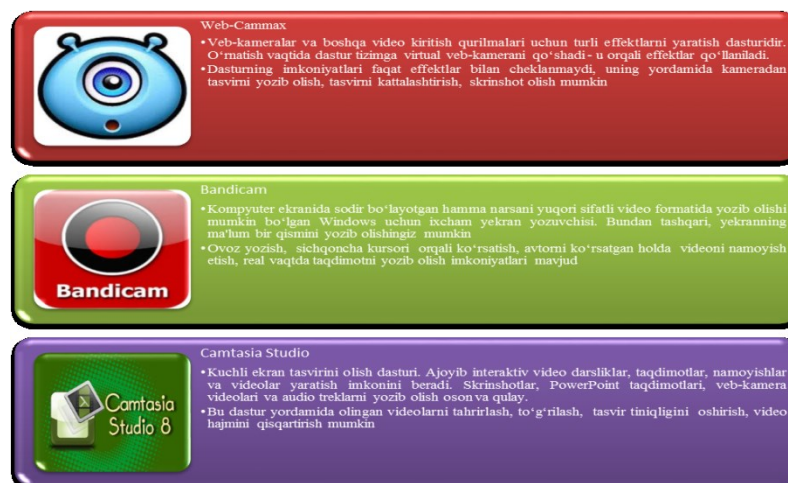 Web-Cammax
•Veb-kameralar va boshqa video kiritish qurilmalari uchun turli effektlarni yaratish dasturidir.
O‘rnatish vaqtida dastur tizimga virtual veb-kamerani qo‘shadi- u orqali effektlar qo‘llaniladi.
•Dasturning imkoniyatlari faqat effektlar bilan cheklanmaydi, uning yordamida kameradan
tasvirni yozib olish, tasvirni kattalashtirish, skrinshot olish mumkin
Bandicam
•Kompyuter ekranida sodir bo‘layotgan hamma narsani yuqori sifatli video formatida yozib olishi
mumkin bo‘lgan Windows uchun ixcham yekran yozuvchisi. Bundan tashqari, yekranning
ma'lum bir qismini yozib olishingiz mumkin
•Ovoz yozish, sichqoncha kursori orqali ko‘rsatish, avtorni ko‘rsatgan holda videoni namoyish
etish, real vaqtda taqdimotni yozib olish imkoniyatlari mavjud
Bandicam
Camtasia Studio
•Kuchli ekran tasvirini olish dasturi. Ajoyib interaktiv video darsliklar, taqdimotlar, namoyishlar
va videolar yaratish imkonini beradi. Skrinshotlar, PowerPoint taqdimotlari, veb-kamera
videolari va audio treklarni yozib olish oson va qulay.
•Bu dastur yordamida olingan videolarni tahrirlash, to‘g‘rilash, tasvir tiniqligini oshirish, video
hajmini qisqartirish mumkin
Camtasia
Studio 8